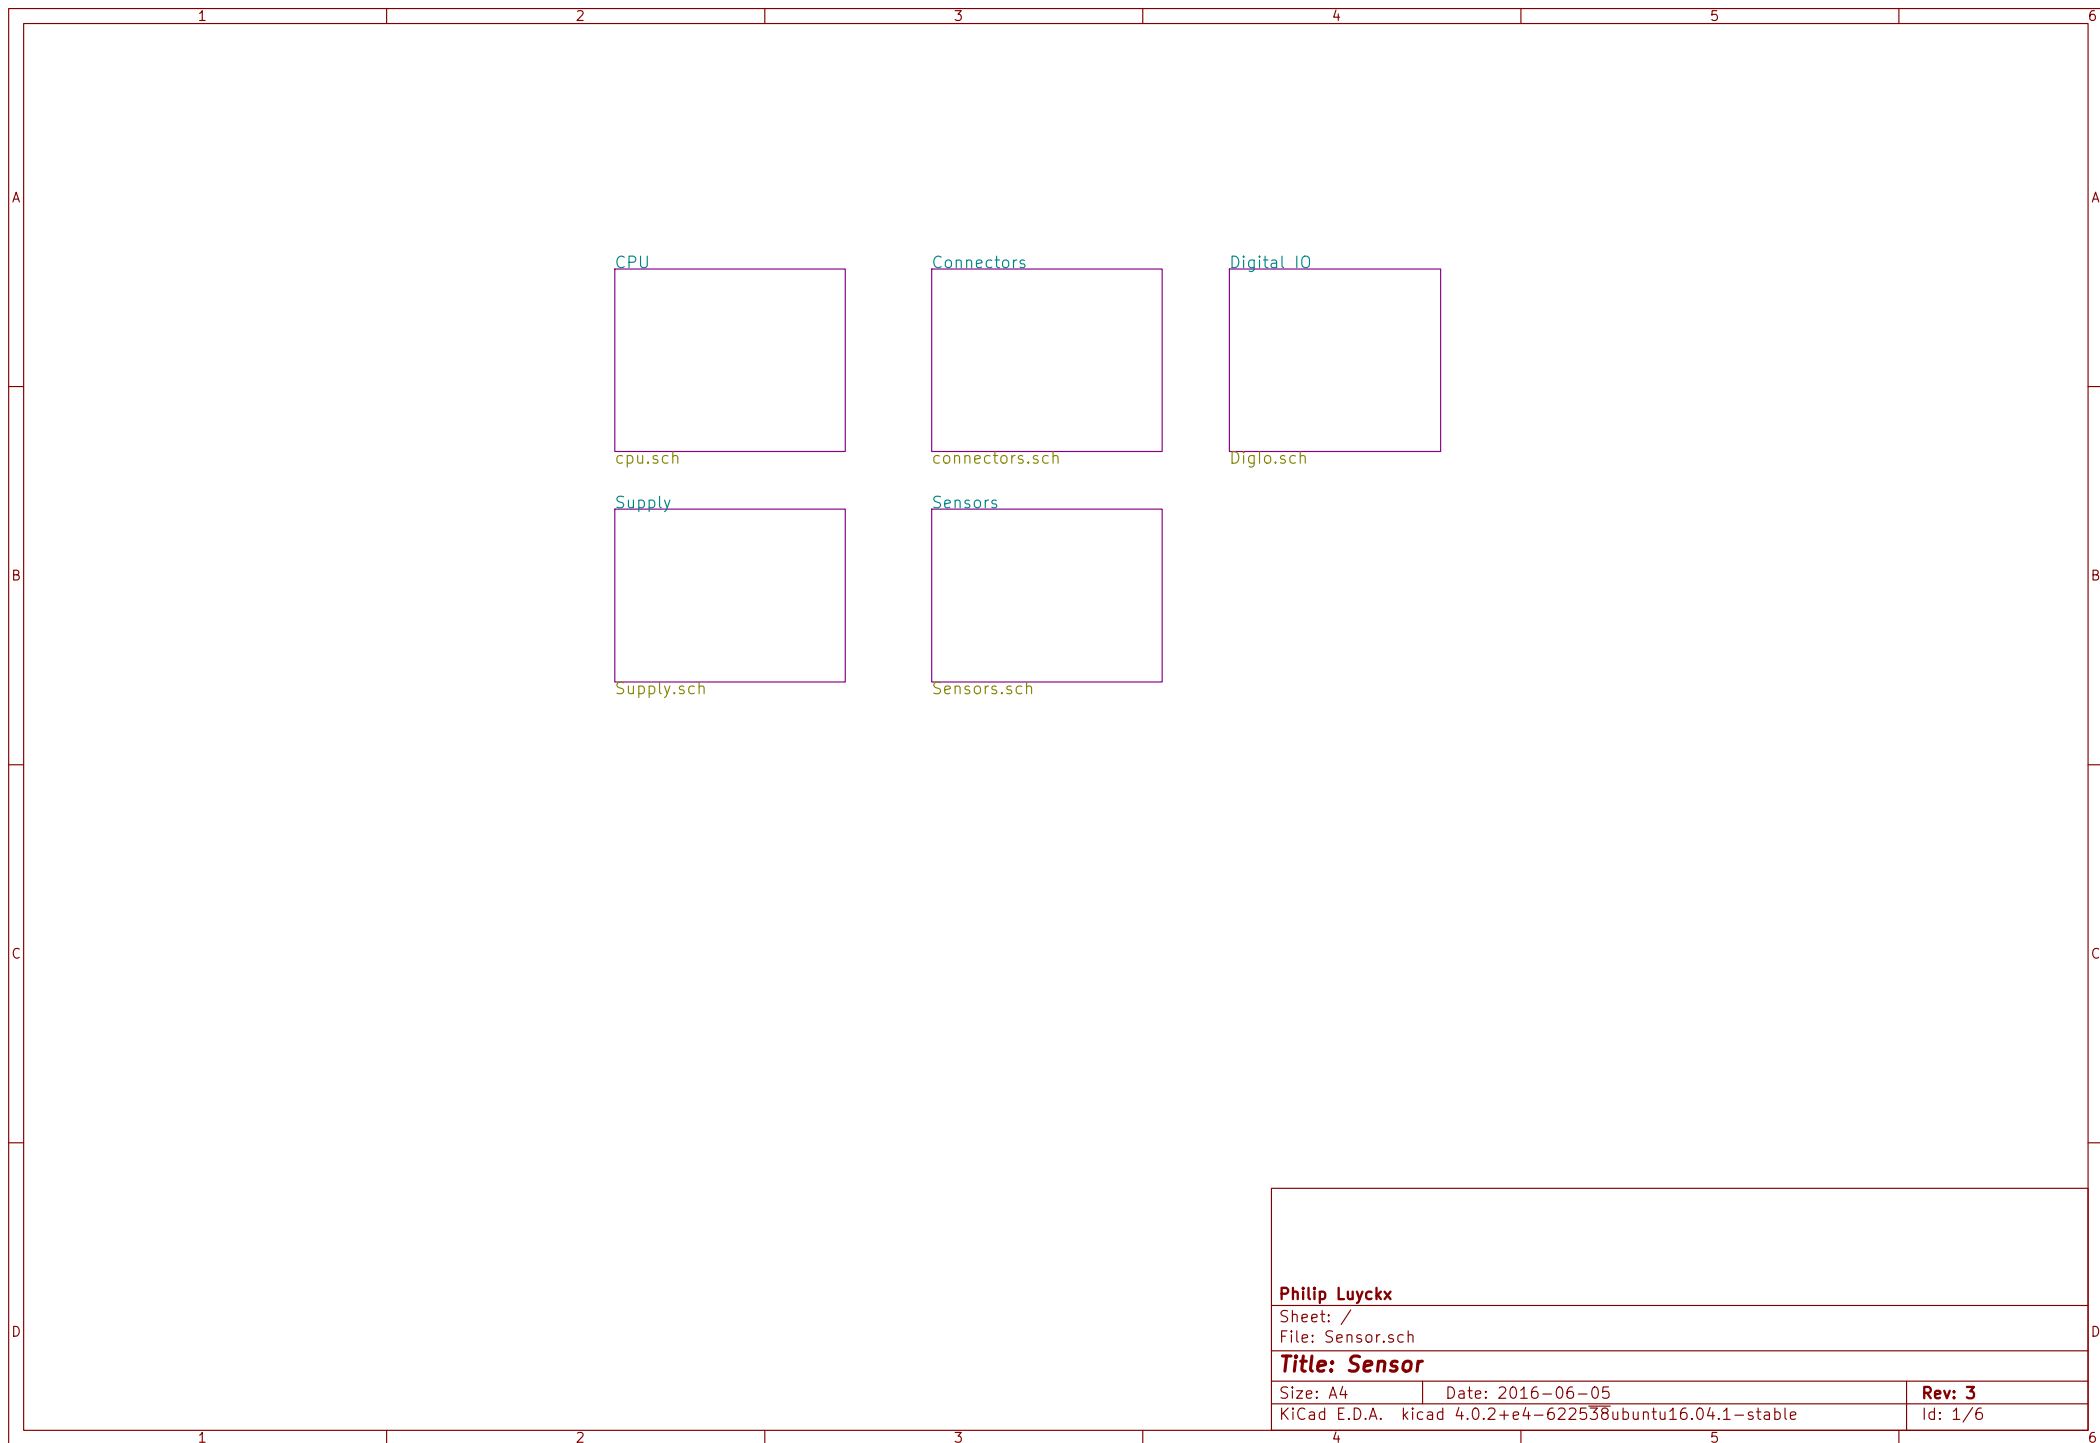 1 2 3 4 5 6
A A
CPU Connectors Digital IO
cpu.sch connectors.sch DigIo.sch
Supply Sensors
B B
Supply.sch Sensors.sch
C C
Philip Luyckx
Sheet: /
D D
File: Sensor.sch
Title: Sensor
Size: A4 Date: 2016-06-05 Rev: 3
KiCad E.D.A. kicad 4.0.2+e4-622538ubuntu16.04.1-stable Id: 1/6
1 2 3 4 5 6